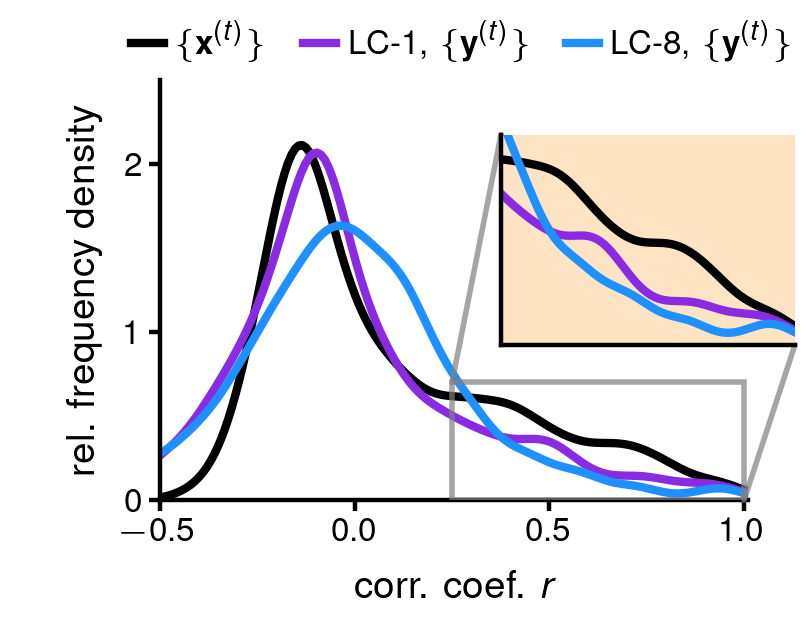 {x^(t)} LC-1, {y^(t)} LC-8, {y^(t)}
rel. frequency density
2
1
0
−0.5 0.0 0.5 1.0
corr. coef. r